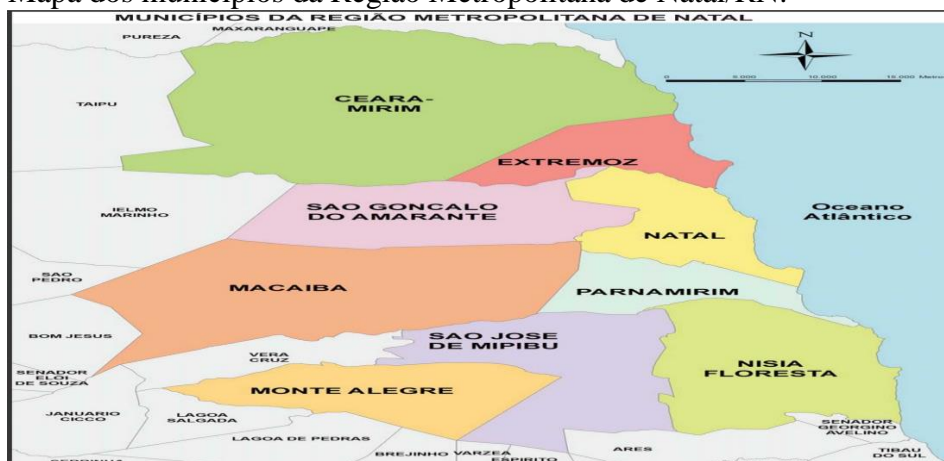 Mapa dos municípios da Região Metropolitana de Natal/RN.
MUNICÍPIOS DA REGIÃO METROPOLITANA DE NATAL
PUREZA
MAXARANGUAPE
N
0 5.000 10.000 15.000 Metros
TAIPU
CEARA-
MIRIM
EXTREMOZ
IELMO
MARINHO
SAO GONCALO
DO AMARANTE
Oceano
Atlântico
NATAL
SAO
PEDRO
MACAIBA
PARNAMIRIM
BOM JESUS
SAO JOSE
DE MIPIBU
VERA
CRUZ
NISIA
FLORESTA
SENADOR
ELOI
DE SOUZA
MONTE ALEGRE
JANUARIO
CICCO
LAGOA
SALGADA
SENADOR
GEORGINO
AVELINO
LAGOA DE PEDRAS
BREJINHO
VARZEA
ESPIRITO
ARES
TIBAU
DO SUL